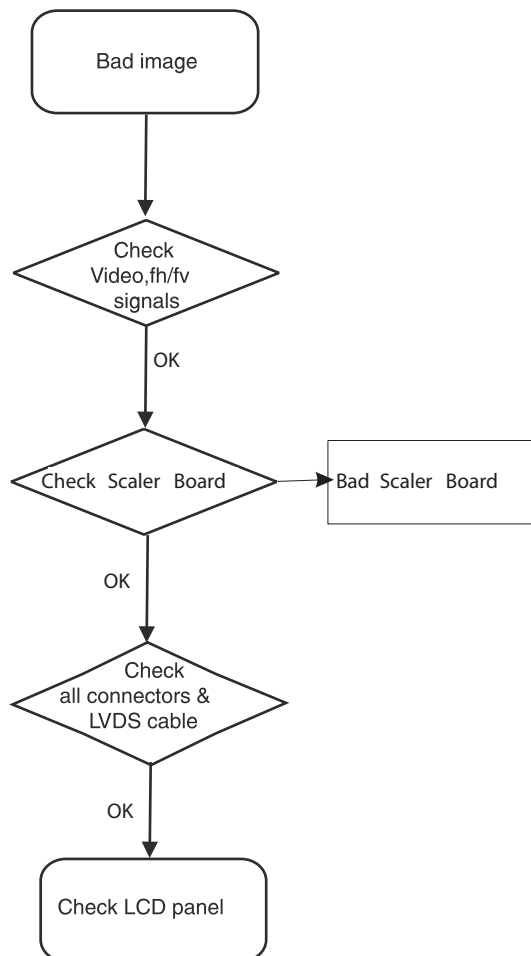 Bad image
Check
Video,fh/fv
signals
OK
Check Scaler Board
Bad Scaler Board
OK
Check
all connectors &
LVDS cable
OK
Check LCD panel